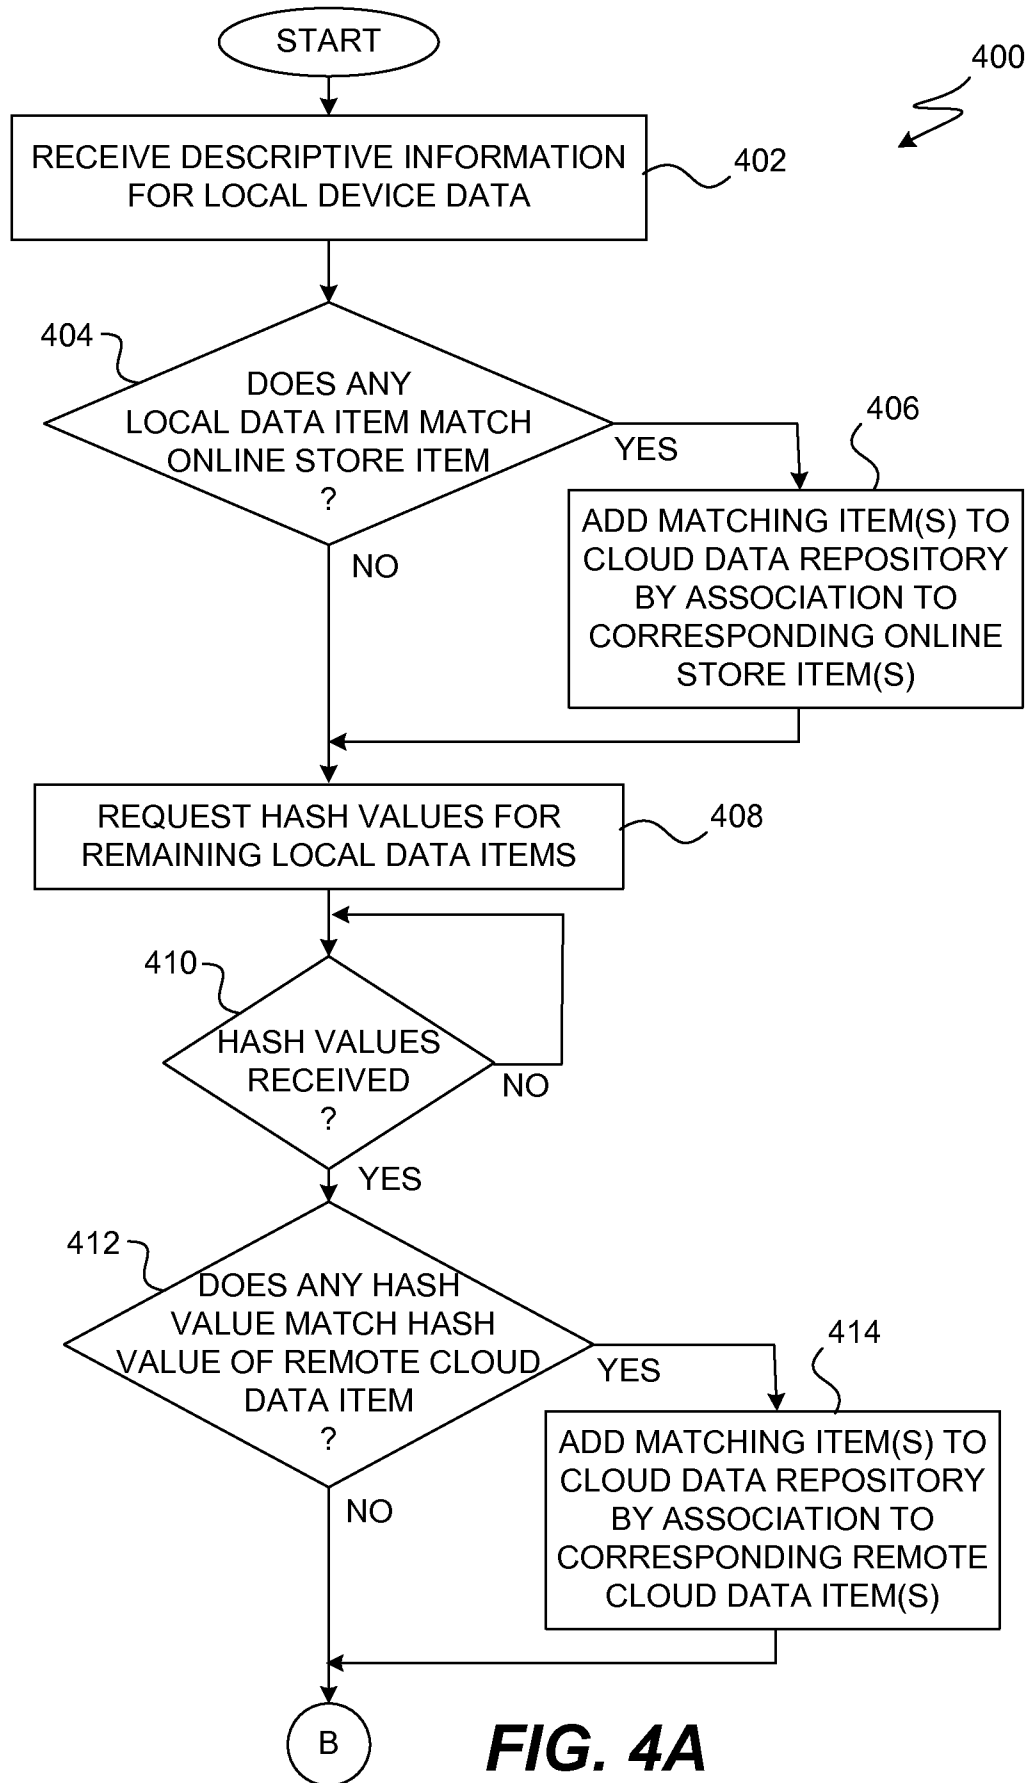 START
400
RECEIVE DESCRIPTIVE INFORMATION
FOR LOCAL DEVICE DATA
402
404
DOES ANY
LOCAL DATA ITEM MATCH
ONLINE STORE ITEM
?
YES
NO
406
ADD MATCHING ITEM(S) TO
CLOUD DATA REPOSITORY
BY ASSOCIATION TO
CORRESPONDING ONLINE
STORE ITEM(S)
REQUEST HASH VALUES FOR
REMAINING LOCAL DATA ITEMS
408
410
HASH VALUES
RECEIVED
?
NO
YES
412
DOES ANY HASH
VALUE MATCH HASH
VALUE OF REMOTE CLOUD
DATA ITEM
?
YES
NO
414
ADD MATCHING ITEM(S) TO
CLOUD DATA REPOSITORY
BY ASSOCIATION TO
CORRESPONDING REMOTE
CLOUD DATA ITEM(S)
B
FIG. 4A